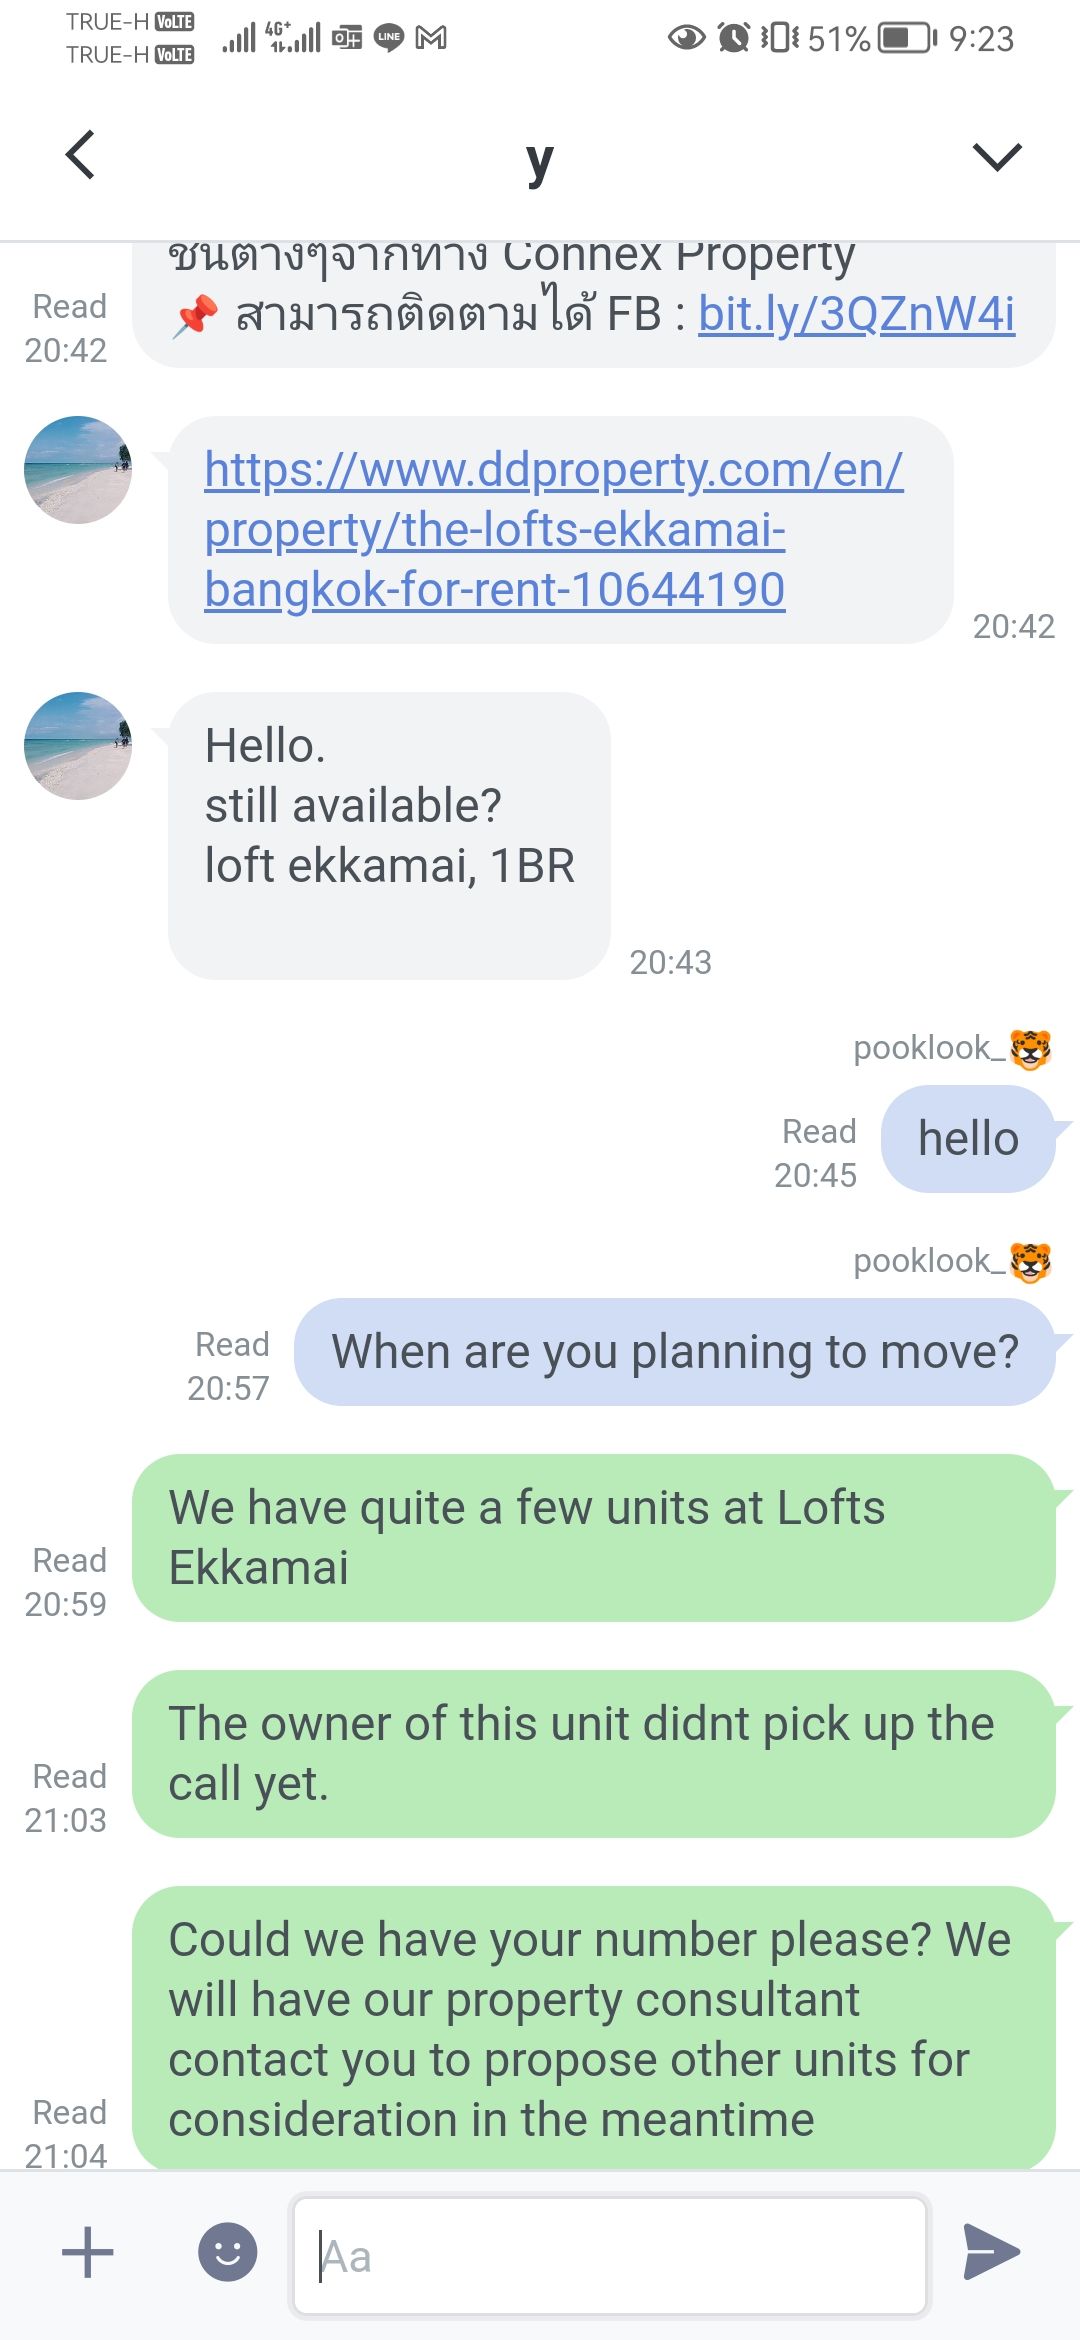 TRUE-H VoLTE
TRUE-H VoLTE
4G+
LINE
51%
9:23
y
ชั่นต่างๆจากทาง Connex Property
📌 สามารถติดตามได้ FB : bit.ly/3QZnW4i
Read
20:42
https://www.ddproperty.com/en/
property/the-lofts-ekkamai-
bangkok-for-rent-10644190
20:42
Hello.
still available?
loft ekkamai, 1BR
20:43
pooklook_🐯
hello
Read
20:45
pooklook_🐯
When are you planning to move?
Read
20:57
We have quite a few units at Lofts
Ekkamai
Read
20:59
The owner of this unit didnt pick up the
call yet.
Read
21:03
Could we have your number please? We
will have our property consultant
contact you to propose other units for
consideration in the meantime
Read
21:04
Aa